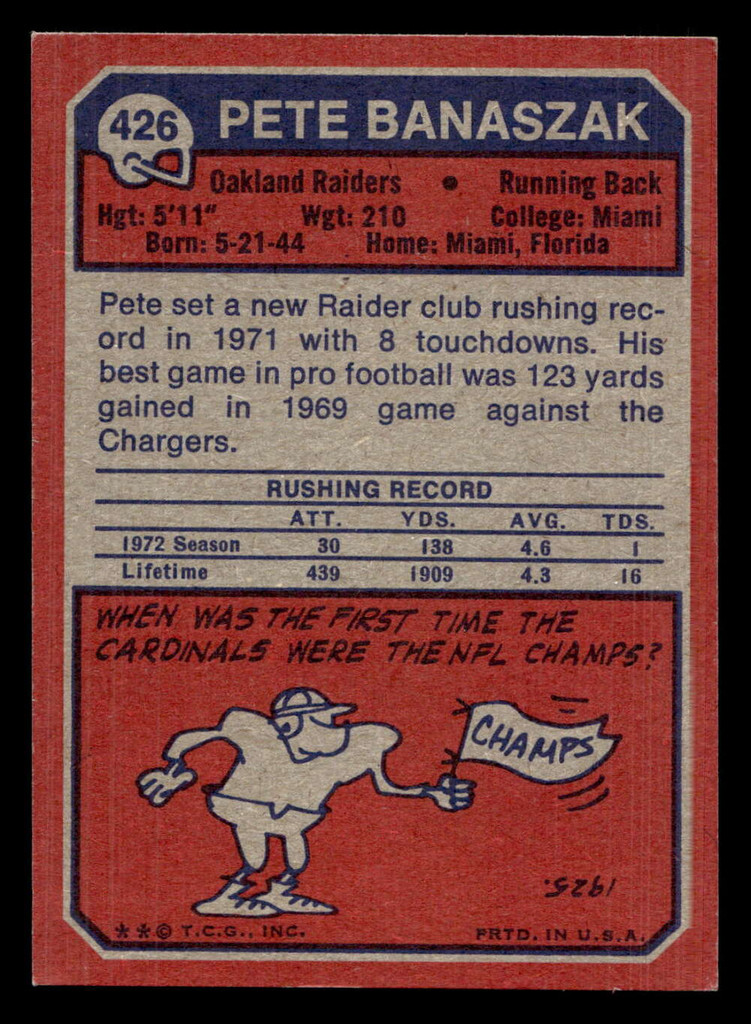 426 PETE BANASZAK
Oakland Raiders • Running Back
Hgt: 5'11" Wgt: 210 College: Miami
Born: 5-21-44 Home: Miami, Florida
Pete set a new Raider club rushing rec-
ord in 1971 with 8 touchdowns. His
best game in pro football was 123 yards
gained in 1969 game against the
Chargers.
RUSHING RECORD
ATT. YDS. AVG. TDS.
1972 Season 30 138 4.6 1
Lifetime 439 1909 4.3 16
WHEN WAS THE FIRST TIME THE
CARDINALS WERE THE NFL CHAMPS?
CHAMPS
1925.
**© T.C.G., INC. PRTD. IN U.S.A.